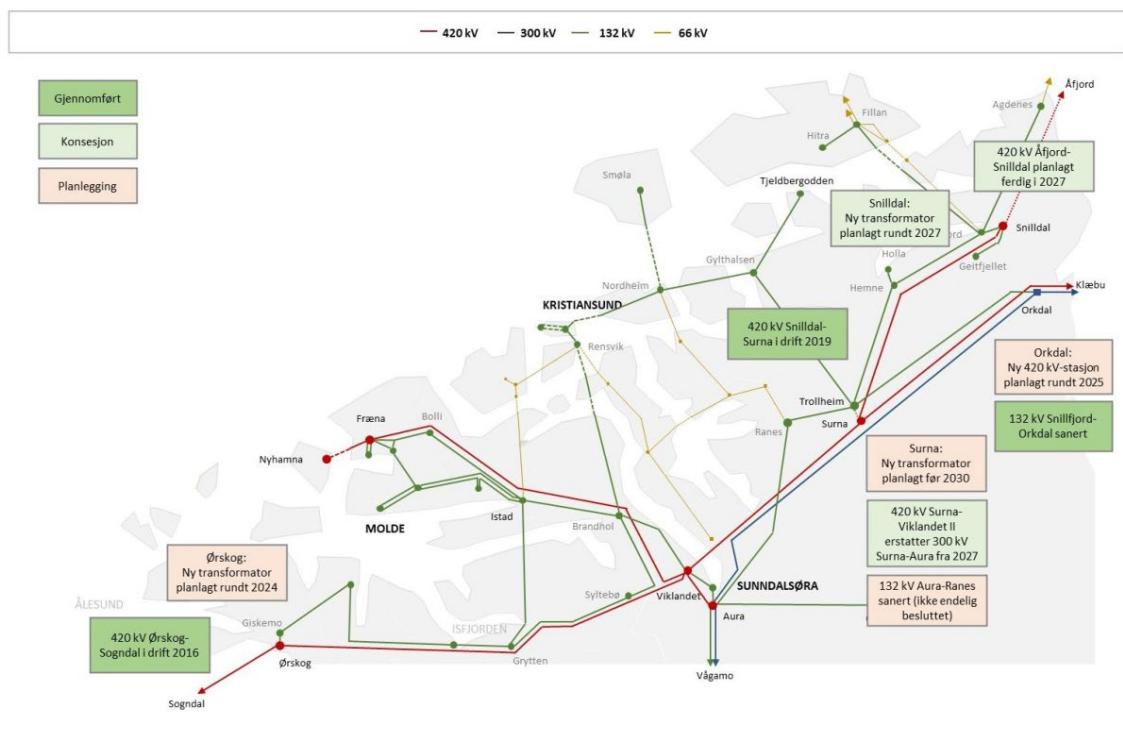 420 kV 300 kV 132 kV 66 kV
Gjennomført
Konsesjon
Planlegging
Åfjord
Agdenes
Fillan
Hitra
420 kV Åfjord-
Snilldal planlagt
ferdig i 2027
Smøla
Tjeldbergodden
Snilldal:
Ny transformator
planlagt rundt 2027
ord
Snilldal
Holla
Geitfjellet
Gylthalsen
Hemne
Nordheim
Klæbu
Orkdal
KRISTIANSUND
Rensvik
420 kV Snilldal-
Surna i drift 2019
Orkdal:
Ny 420 kV-stasjon
planlagt rundt 2025
Trollheim
Surna
Ranes
132 kV Snillfjord-
Orkdal sanert
Fræna
Bolli
Nyhamna
Surna:
Ny transformator
planlagt før 2030
MOLDE
Istad
Brandhol
420 kV Surna-
Viklandet II
erstatter 300 kV
Surna-Aura fra 2027
Ørskog:
Ny transformator
planlagt rundt 2024
SUNNDALSØRA
Viklandet
Syltebø
Aura
132 kV Aura-Ranes
sanert (ikke endelig
besluttet)
ÅLESUND
Giskemo
ISFJORDEN
420 kV Ørskog-
Sogndal i drift 2016
Ørskog
Grytten
Vågamo
Sogndal